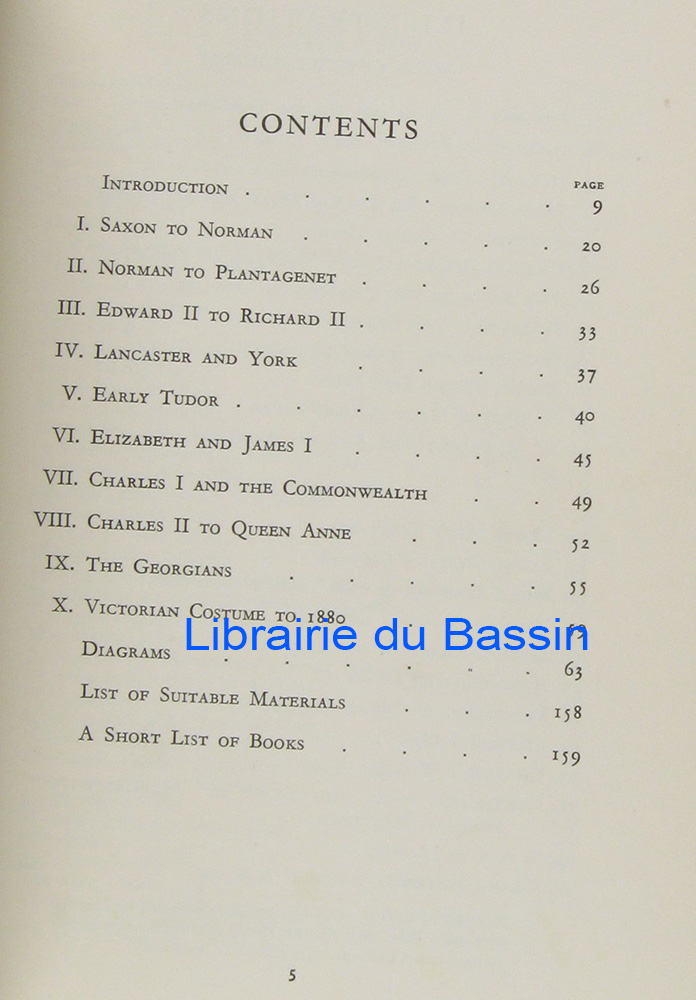 CONTENTS
PAGE
INTRODUCTION . . . . . . 9
I. SAXON TO NORMAN . . . . . 20
II. NORMAN TO PLANTAGENET . . . . 26
III. EDWARD II TO RICHARD II . . . . 33
IV. LANCASTER AND YORK . . . . 37
V. EARLY TUDOR . . . . . . 40
VI. ELIZABETH AND JAMES I . . . . 45
VII. CHARLES I AND THE COMMONWEALTH . . 49
VIII. CHARLES II TO QUEEN ANNE . . . 52
IX. THE GEORGIANS . . . . . 55
X. VICTORIAN COSTUME TO 1880 . . . 59
Librairie du Bassin
DIAGRAMS . . . . . . 63
LIST OF SUITABLE MATERIALS . . . 158
A SHORT LIST OF BOOKS . . . . 159
5